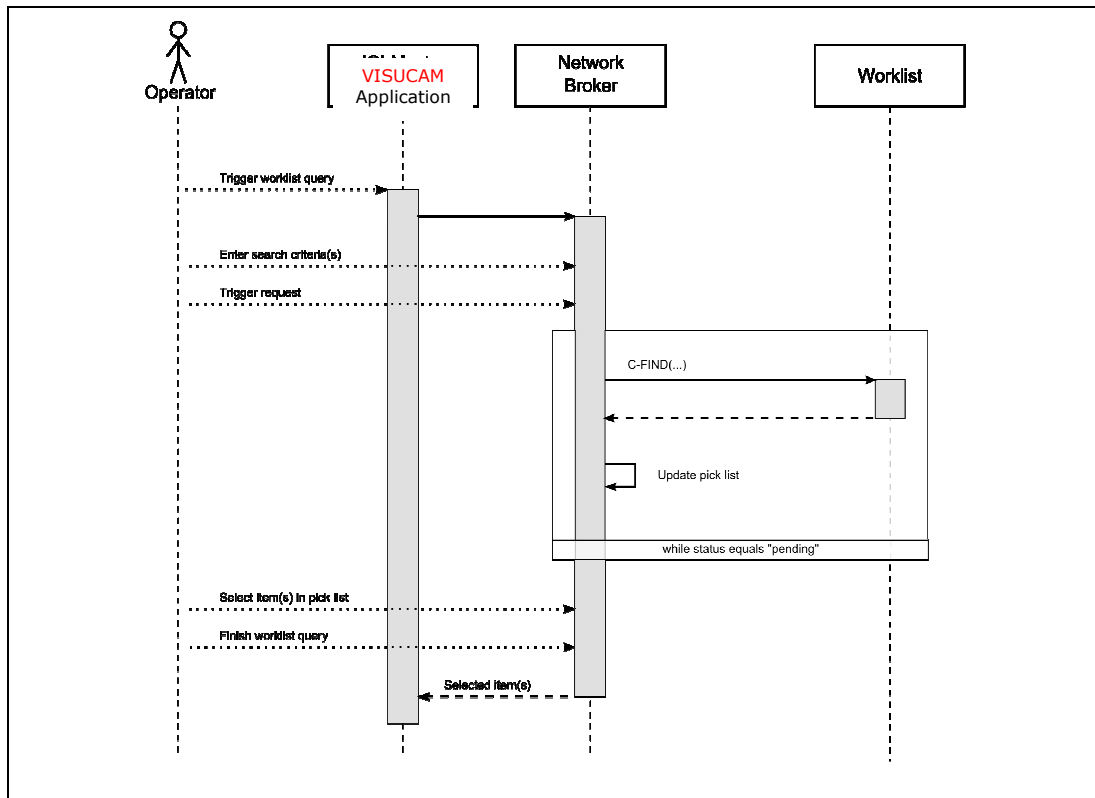 Operator
VISUCAM
Application
Network
Broker
Worklist
Trigger worklist query
Enter search criteria(s)
Trigger request
C-FIND(...)
Update pick list
while status equals "pending"
Select item(s) in pick list
Finish worklist query
Selected item(s)